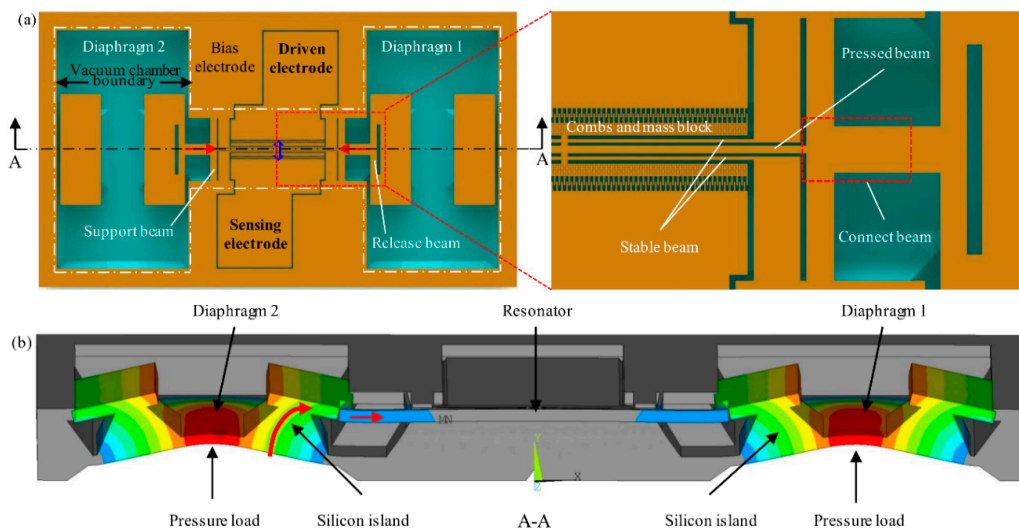 (a)
Diaphragm 2
Bias
electrode
Driven
electrode
Diaphragm 1
Vacuum chamber
boundary
A
A
Support beam
Sensing
electrode
Release beam
Pressed beam
Combs and mass block
Stable beam
Connect beam
(b)
Diaphragm 2
Resonator
Diaphragm 1
MN
Y
Z
X
Pressure load
Silicon island
A-A
Silicon island
Pressure load